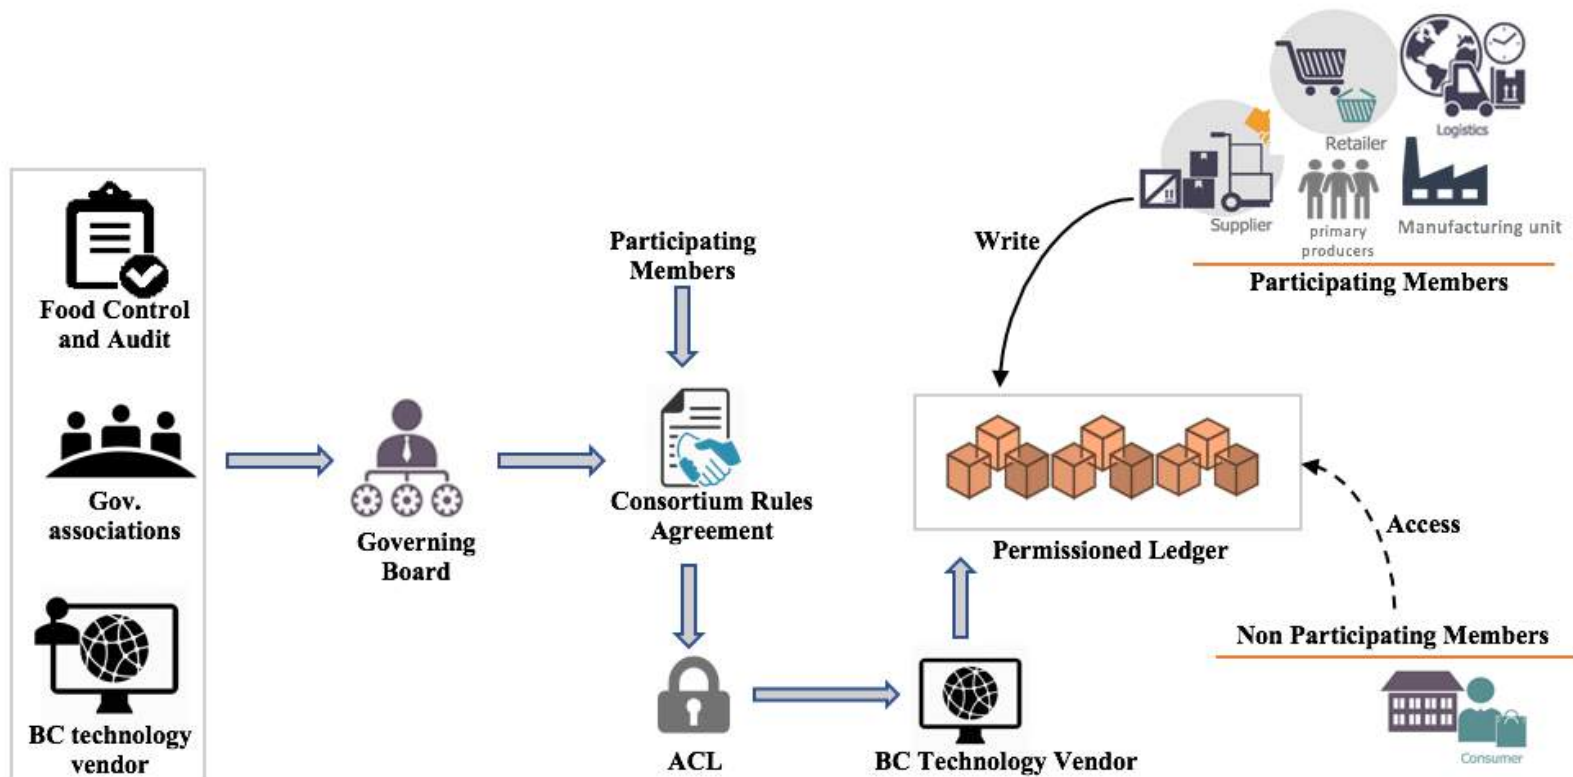 Food Control
and Audit
Gov.
associations
BC technology
vendor
Governing
Board
Participating
Members
Consortium Rules
Agreement
ACL
BC Technology Vendor
Permissioned Ledger
Write
Supplier
Retailer
Logistics
primary
producers
Manufacturing unit
Participating Members
Access
Non Participating Members
Consumer